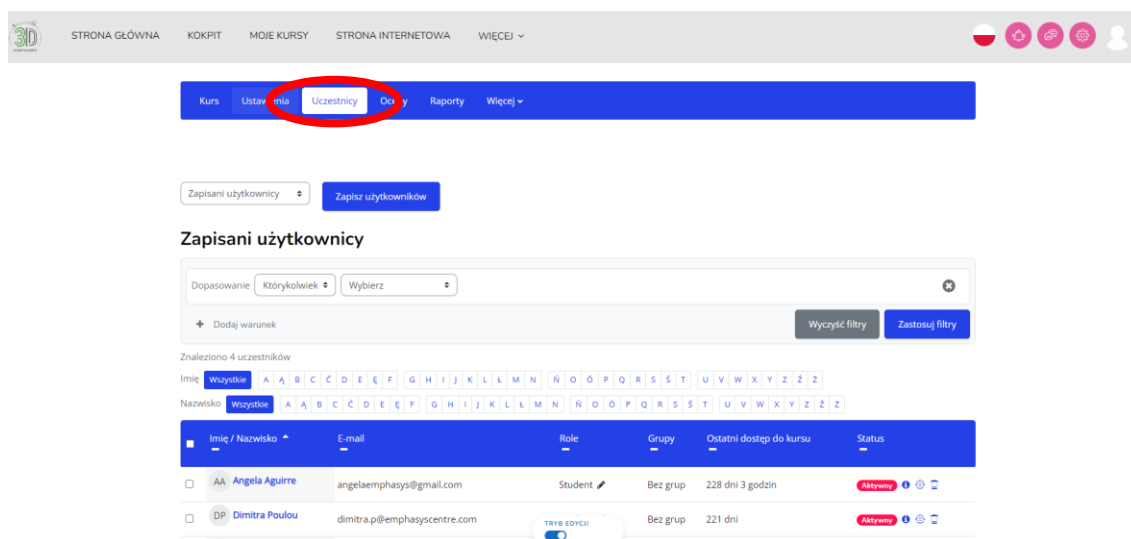 3D
STRONA GŁÓWNA KOKPIT MOJE KURSY STRONA INTERNETOWA WIĘCEJ
Kurs Ustawienia Uczestnicy Oceny Raporty Więcej
Zapisani użytkownicy Zapisz użytkowników
Zapisani użytkownicy
Dopasowanie Którykolwiek Wybierz
Dodaj warunek Wyczyść filtry Zastosuj filtry
Znaleziono 4 uczestników
Imię Wszystkie A Ą B C Ć D E Ę F G H I J K L Ł M N Ń O Ó P Q R S Ś T U V W X Y Z Ź Ż
Nazwisko Wszystkie A Ą B C Ć D E Ę F G H I J K L Ł M N Ń O Ó P Q R S Ś T U V W X Y Z Ź Ż
Imię / Nazwisko E-mail Role Grupy Ostatni dostęp do kursu Status
AA Angela Aguirre angelaemphasys@gmail.com Student Bez grup 228 dni 3 godzin Aktywny
DP Dimitra Poulou dimitra.p@emphasyscentre.com Bez grup 221 dni Aktywny
TRYB EDYCJI